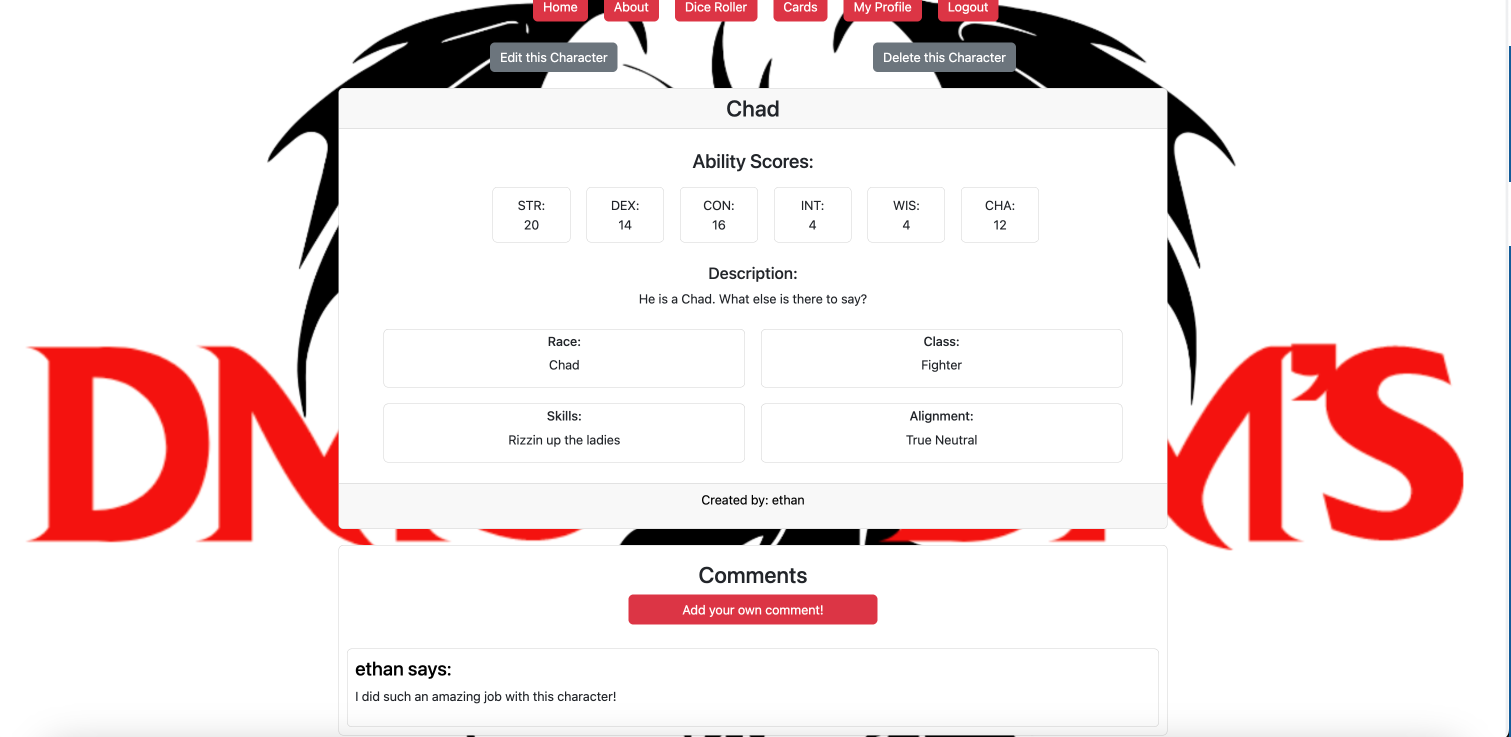 Home About Dice Roller Cards My Profile Logout
Edit this Character Delete this Character
Chad
Ability Scores:
STR: DEX: CON: INT: WIS: CHA:
20 14 16 4 4 12
Description:
He is a Chad. What else is there to say?
Race: Class:
Chad Fighter
Skills: Alignment:
Rizzin up the ladies True Neutral
Created by: ethan
Comments
Add your own comment!
ethan says:
I did such an amazing job with this character!